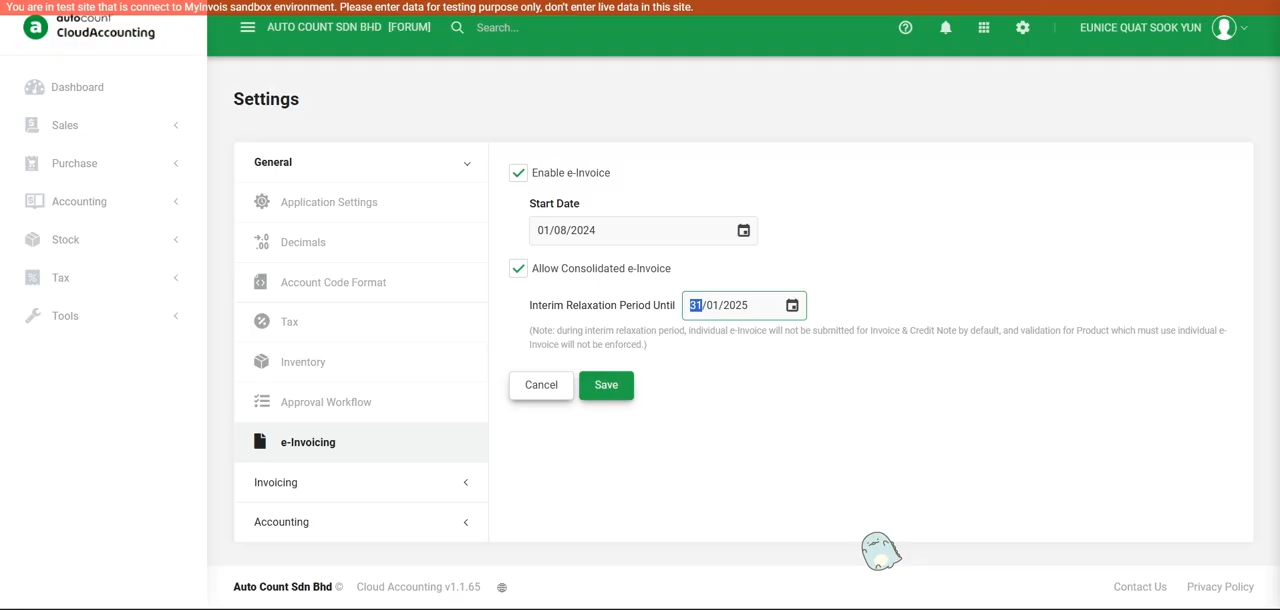 You are in test site that is connect to MyInvois sandbox environment. Please enter data for testing purpose only, don't enter live data in this site.
autocount
CloudAccounting
AUTO COUNT SDN BHD [FORUM]
Search...
EUNICE QUAT SOOK YUN
Dashboard
Sales
Purchase
Accounting
Stock
Tax
Tools
Settings
General
Application Settings
Decimals
Account Code Format
Tax
Inventory
Approval Workflow
e-Invoicing
Invoicing
Accounting
Enable e-Invoice
Start Date
01/08/2024
Allow Consolidated e-Invoice
Interim Relaxation Period Until
31/01/2025
(Note: during interim relaxation period, individual e-Invoice will not be submitted for Invoice & Credit Note by default, and validation for Product which must use individual e-
Invoice will not be enforced.)
Cancel
Save
Auto Count Sdn Bhd ©
Cloud Accounting v1.1.65
Contact Us
Privacy Policy